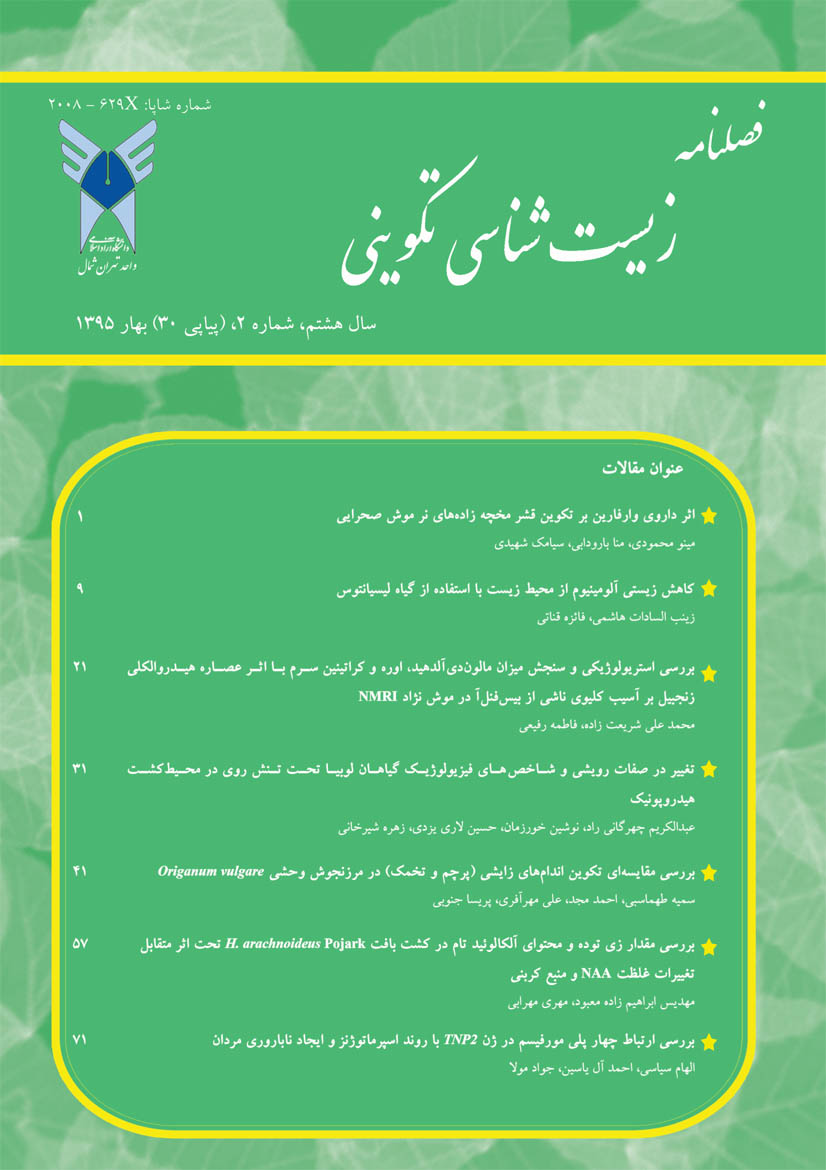 شماره شاپا: ۶۲۹X – ۲۰۰۸
فصلنامه
زیست شناسی تکوینی
دانشگاه آزاد اسلامی
واحد تهران شمال
سال هشتم، شماره ۲، (پیاپی ۳۰) بهار ۱۳۹۵
عنوان مقالات
اثر داروی وارفارین بر تکوین قشر مخچه زاده‌های نر موش صحرایی ۱
مینو محمودی، منا بارودابی، سیامک شهیدی
کاهش زیستی آلومینیوم از محیط زیست با استفاده از گیاه لیسیانتوس ۹
زینب السادات هاشمی، فائزه قناتی
بررسی استریولوژیکی و سنجش میزان مالون‌دی‌آلدهید، اوره و کراتینین سرم با اثر عصاره هیدروالکلی ۲۱
زنجبیل بر آسیب کلیوی ناشی از بیس‌فنل‌آ در موش نژاد NMRI
محمد علی شریعت زاده، فاطمه رفیعی
تغییر در صفات رویشی و شاخص‌های فیزیولوژیک گیاهان لوبیا تحت تنش روی در محیط‌کشت ۳۱
هیدروپونیک
عبدالکریم چهرگانی راد، نوشین خورزمان، حسین لاری یزدی، زهره شیرخانی
بررسی مقایسه‌ای تکوین اندام‌های زایشی (پرچم و تخمک) در مرزنجوش وحشی Origanum vulgare ۴۱
سمیه طهماسبی، احمد مجد، علی مهرآفری، پریسا جنوبی
بررسی مقدار زی توده و محتوای آلکالوئید تام در کشت بافت H. arachnoideus Pojark تحت اثر متقابل ۵۷
تغییرات غلظت NAA و منبع کربنی
مهدیس ابراهیم زاده معبود، مهری مهرابی
بررسی ارتباط چهار پلی مورفیسم در ژن TNP2 با روند اسپرماتوژنز و ایجاد ناباروری مردان ۷۱
الهام سیاسی، احمد آل یاسین، جواد مولا